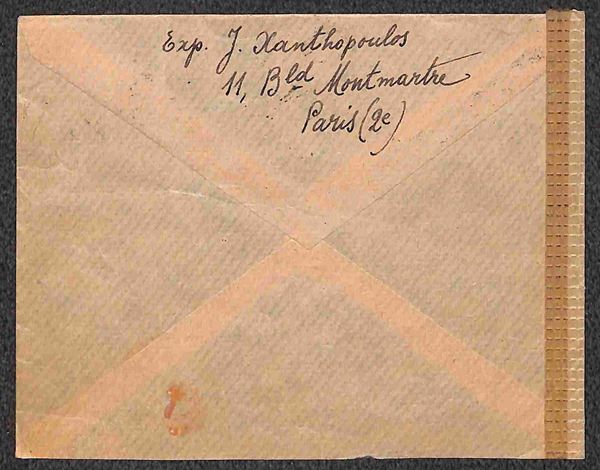 Exp. J. Xanthopoulos
11, Bld Montmartre
Paris (2e)